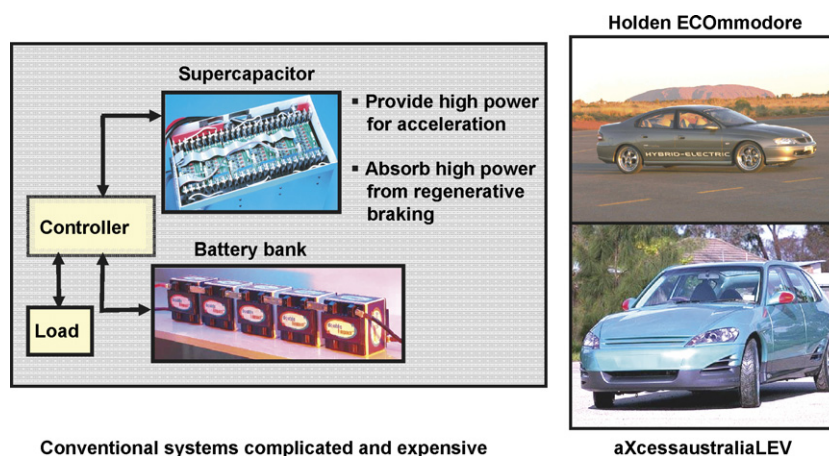 Holden ECOmmodore
Supercapacitor
▪ Provide high power
for acceleration
▪ Absorb high power
from regenerative
braking
Controller
Battery bank
Load
HYBRID-ELECTRIC
Conventional systems complicated and expensive
aXcessaustraliaLEV